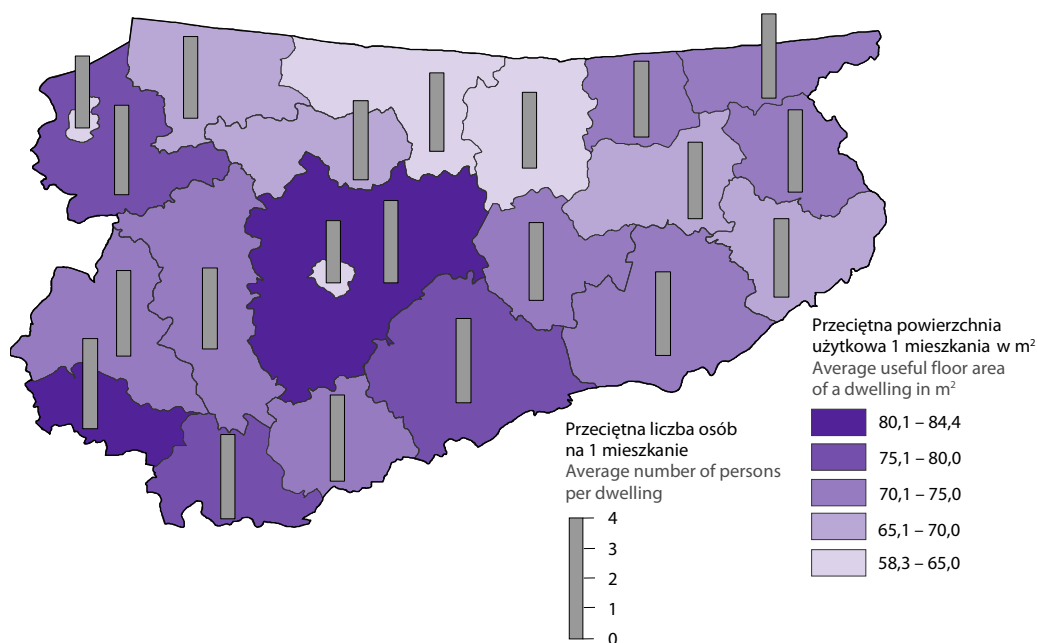 Przeciętna powierzchnia
użytkowa 1 mieszkania w m²
Average useful floor area
of a dwelling in m²
80,1 – 84,4
75,1 – 80,0
70,1 – 75,0
65,1 – 70,0
58,3 – 65,0
Przeciętna liczba osób
na 1 mieszkanie
Average number of persons
per dwelling
4
3
2
1
0